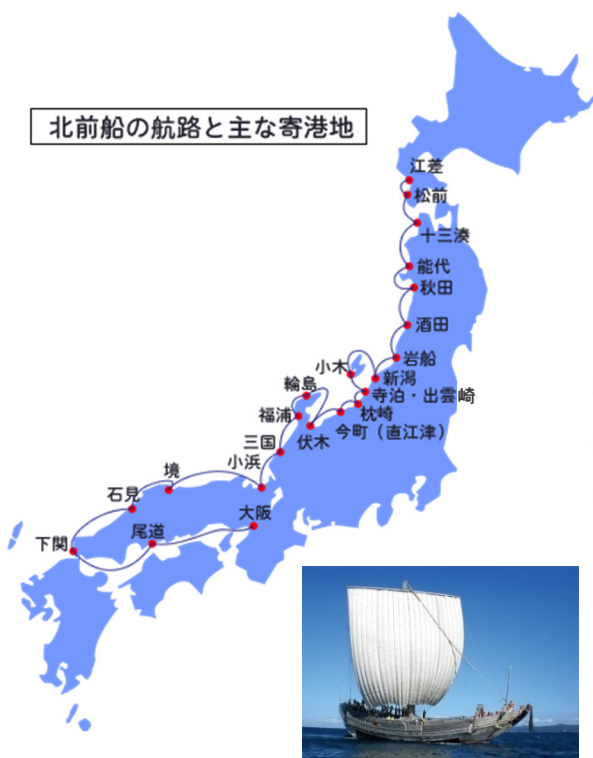 北前船の航路と主な寄港地
江差
松前
十三湊
能代
秋田
酒田
岩船
小木
新潟
寺泊・出雲崎
輪島
枕崎
福浦
今町（直江津）
伏木
三国
小浜
境
石見
大阪
尾道
下関